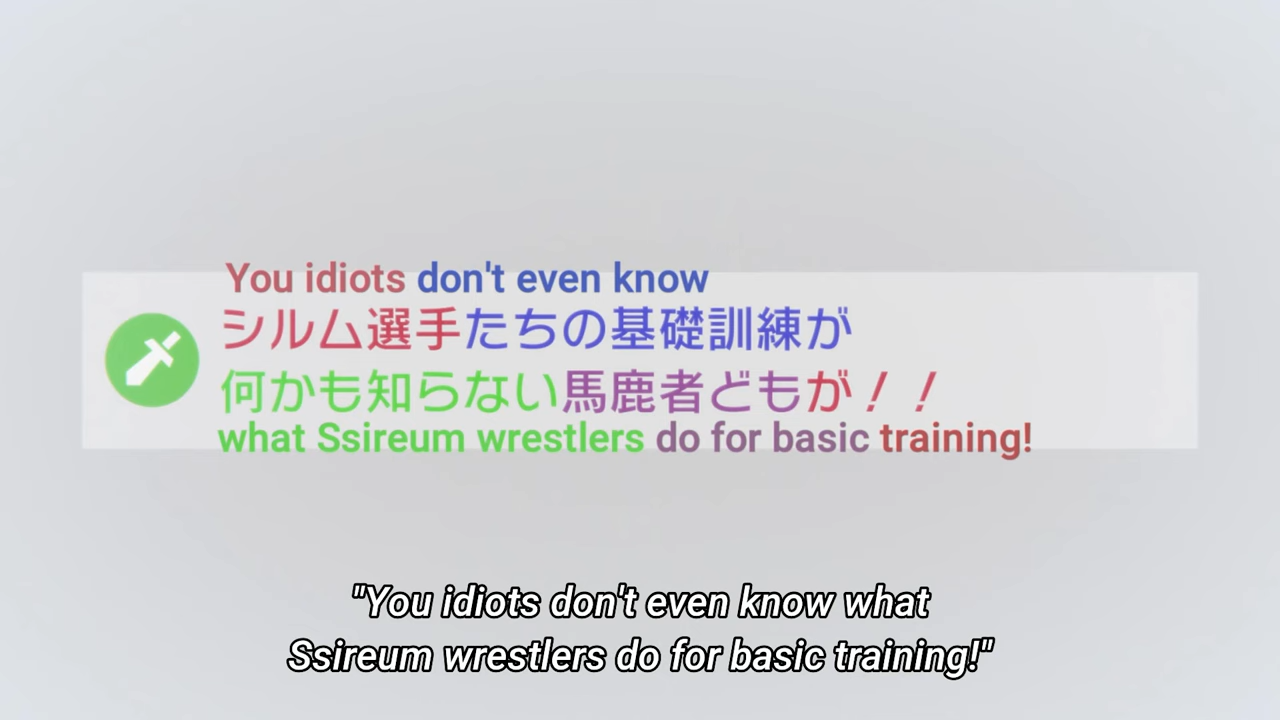 You idiots don't even know
シルム選手たちの基礎訓練が
何かも知らない馬鹿者どもが！！
what Ssireum wrestlers do for basic training!
"You idiots don't even know what
Ssireum wrestlers do for basic training!"